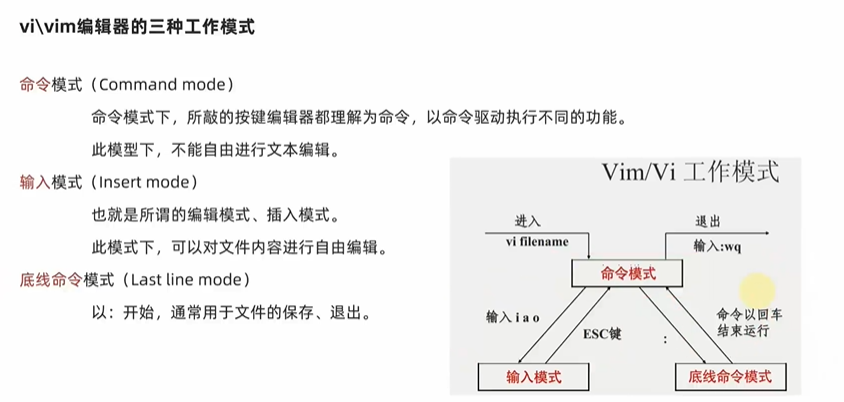 vi\vim编辑器的三种工作模式
命令模式（Command mode）
命令模式下，所敲的按键编辑器都理解为命令，以命令驱动执行不同的功能。
此模型下，不能自由进行文本编辑。
输入模式（Insert mode）
也就是所谓的编辑模式、插入模式。
此模式下，可以对文件内容进行自由编辑。
底线命令模式（Last line mode）
以：开始，通常用于文件的保存、退出。
Vim/Vi 工作模式
进入
vi filename
退出
输入:wq
命令模式
输入 i a o
ESC键
:
命令以回车
结束运行
输入模式
底线命令模式